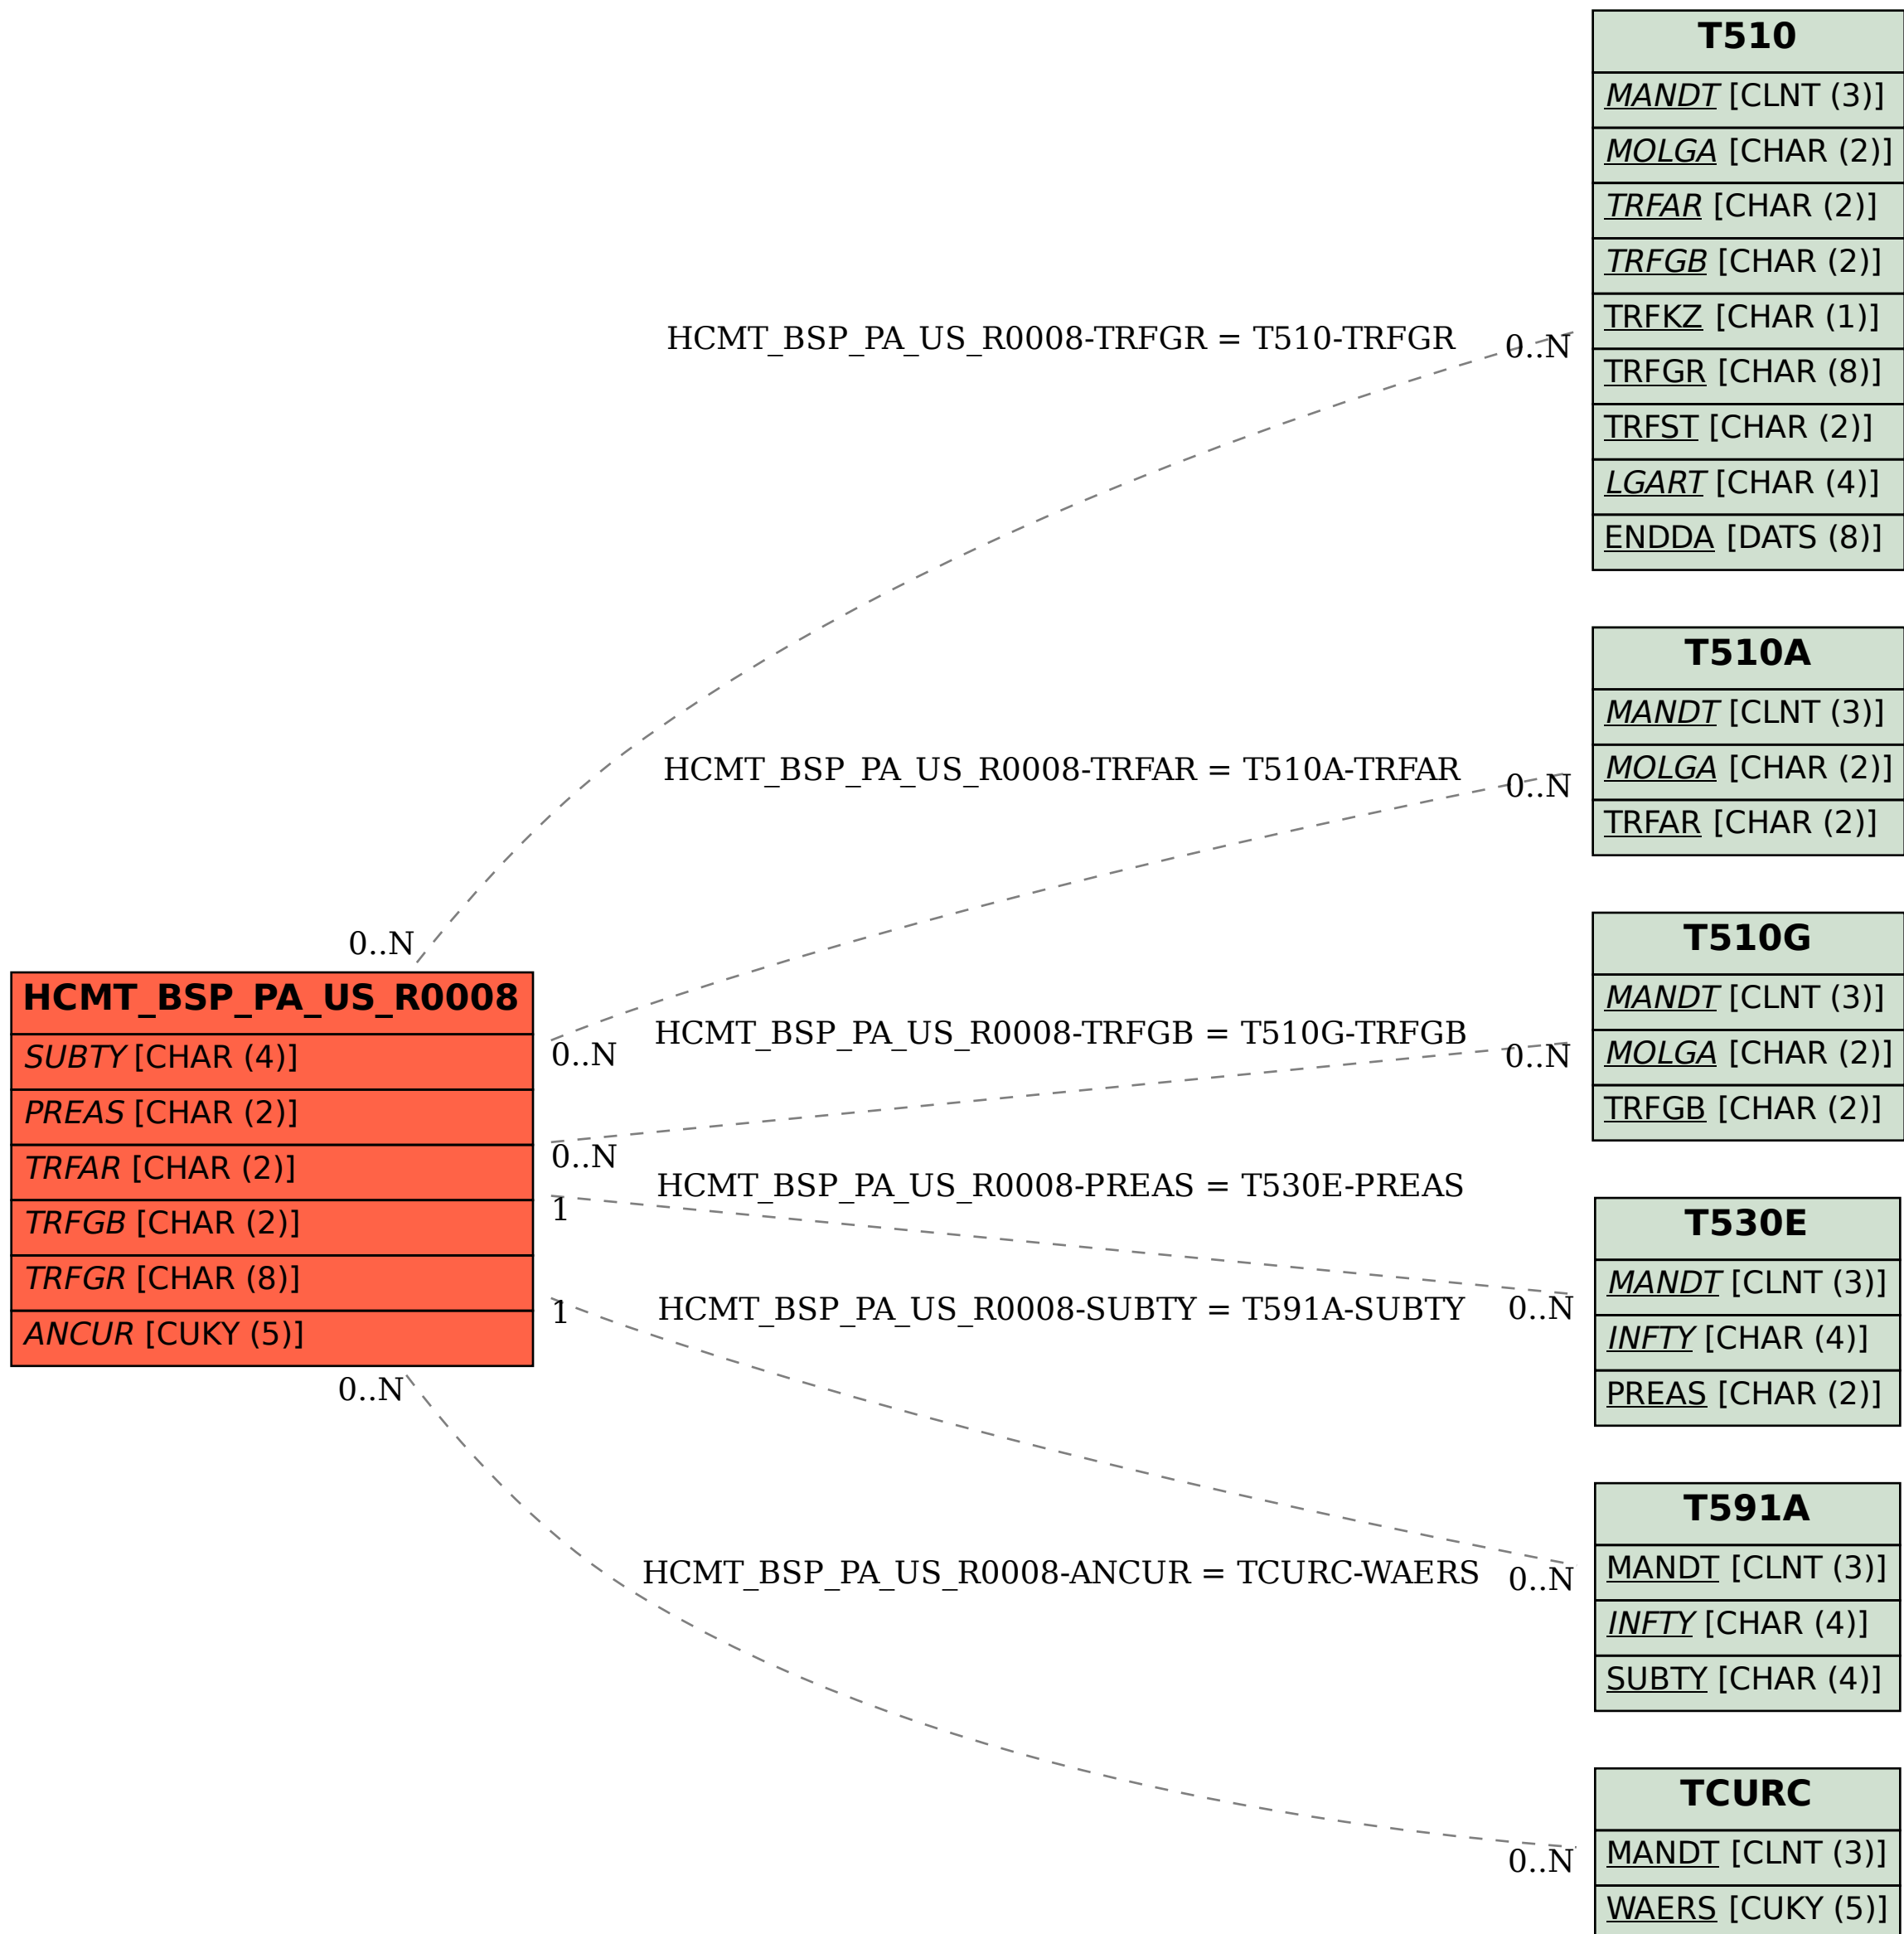 T510
MANDT [CLNT (3)]
MOLGA [CHAR (2)]
TRFAR [CHAR (2)]
TRFGB [CHAR (2)]
TRFKZ [CHAR (1)]
TRFGR [CHAR (8)]
TRFST [CHAR (2)]
LGART [CHAR (4)]
ENDDA [DATS (8)]
HCMT_BSP_PA_US_R0008-TRFGR = T510-TRFGR
0..N
0..N
T510A
MANDT [CLNT (3)]
MOLGA [CHAR (2)]
TRFAR [CHAR (2)]
HCMT_BSP_PA_US_R0008-TRFAR = T510A-TRFAR
0..N
0..N
HCMT_BSP_PA_US_R0008
SUBTY [CHAR (4)]
PREAS [CHAR (2)]
TRFAR [CHAR (2)]
TRFGB [CHAR (2)]
TRFGR [CHAR (8)]
ANCUR [CUKY (5)]
T510G
MANDT [CLNT (3)]
MOLGA [CHAR (2)]
TRFGB [CHAR (2)]
HCMT_BSP_PA_US_R0008-TRFGB = T510G-TRFGB
0..N
0..N
HCMT_BSP_PA_US_R0008-PREAS = T530E-PREAS
1
0..N
T530E
MANDT [CLNT (3)]
INFTY [CHAR (4)]
PREAS [CHAR (2)]
HCMT_BSP_PA_US_R0008-SUBTY = T591A-SUBTY
1
0..N
T591A
MANDT [CLNT (3)]
INFTY [CHAR (4)]
SUBTY [CHAR (4)]
HCMT_BSP_PA_US_R0008-ANCUR = TCURC-WAERS
0..N
0..N
TCURC
MANDT [CLNT (3)]
WAERS [CUKY (5)]